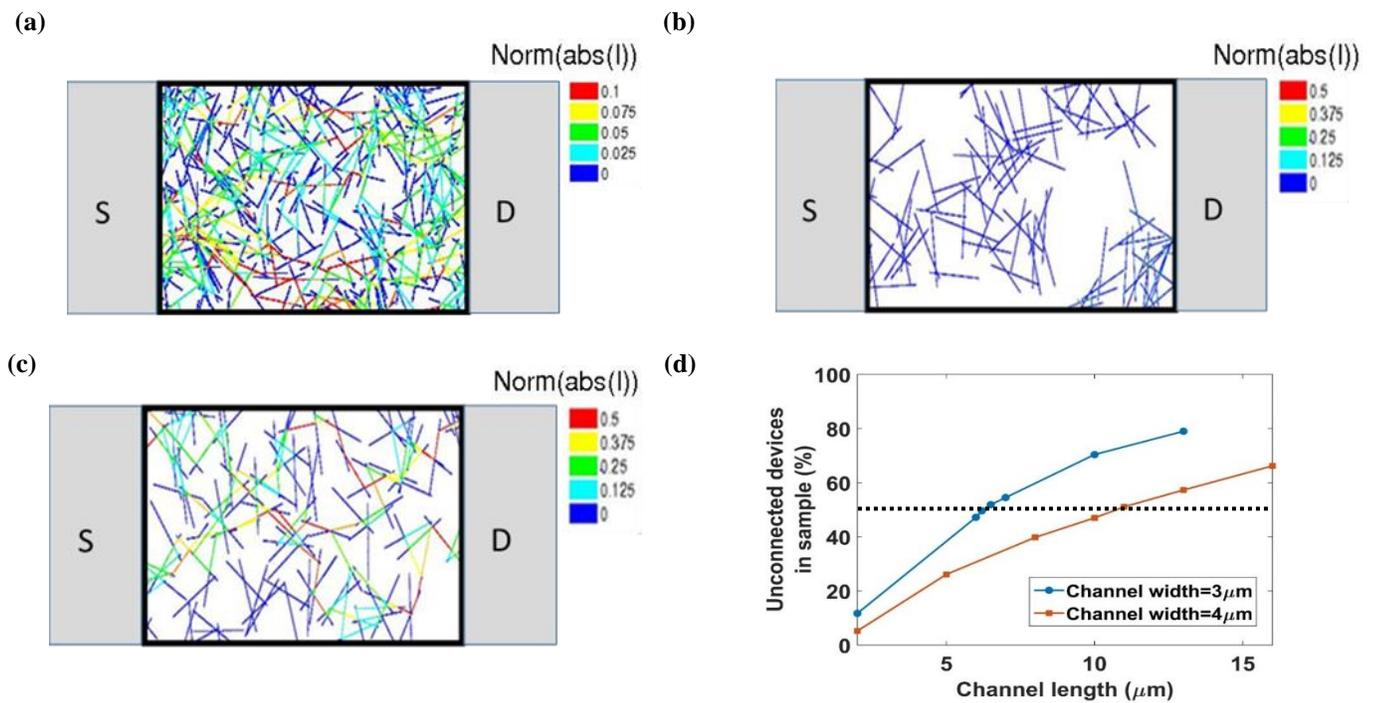 (a)
Norm(abs(I))
0.1
0.075
0.05
0.025
0
S
D
(b)
Norm(abs(I))
0.5
0.375
0.25
0.125
0
S
D
(c)
Norm(abs(I))
0.5
0.375
0.25
0.125
0
S
D
(d)
100
80
60
40
20
0
Unconnected devices
in sample (%)
Channel width=3μm
Channel width=4μm
5
10
15
Channel length (μm)